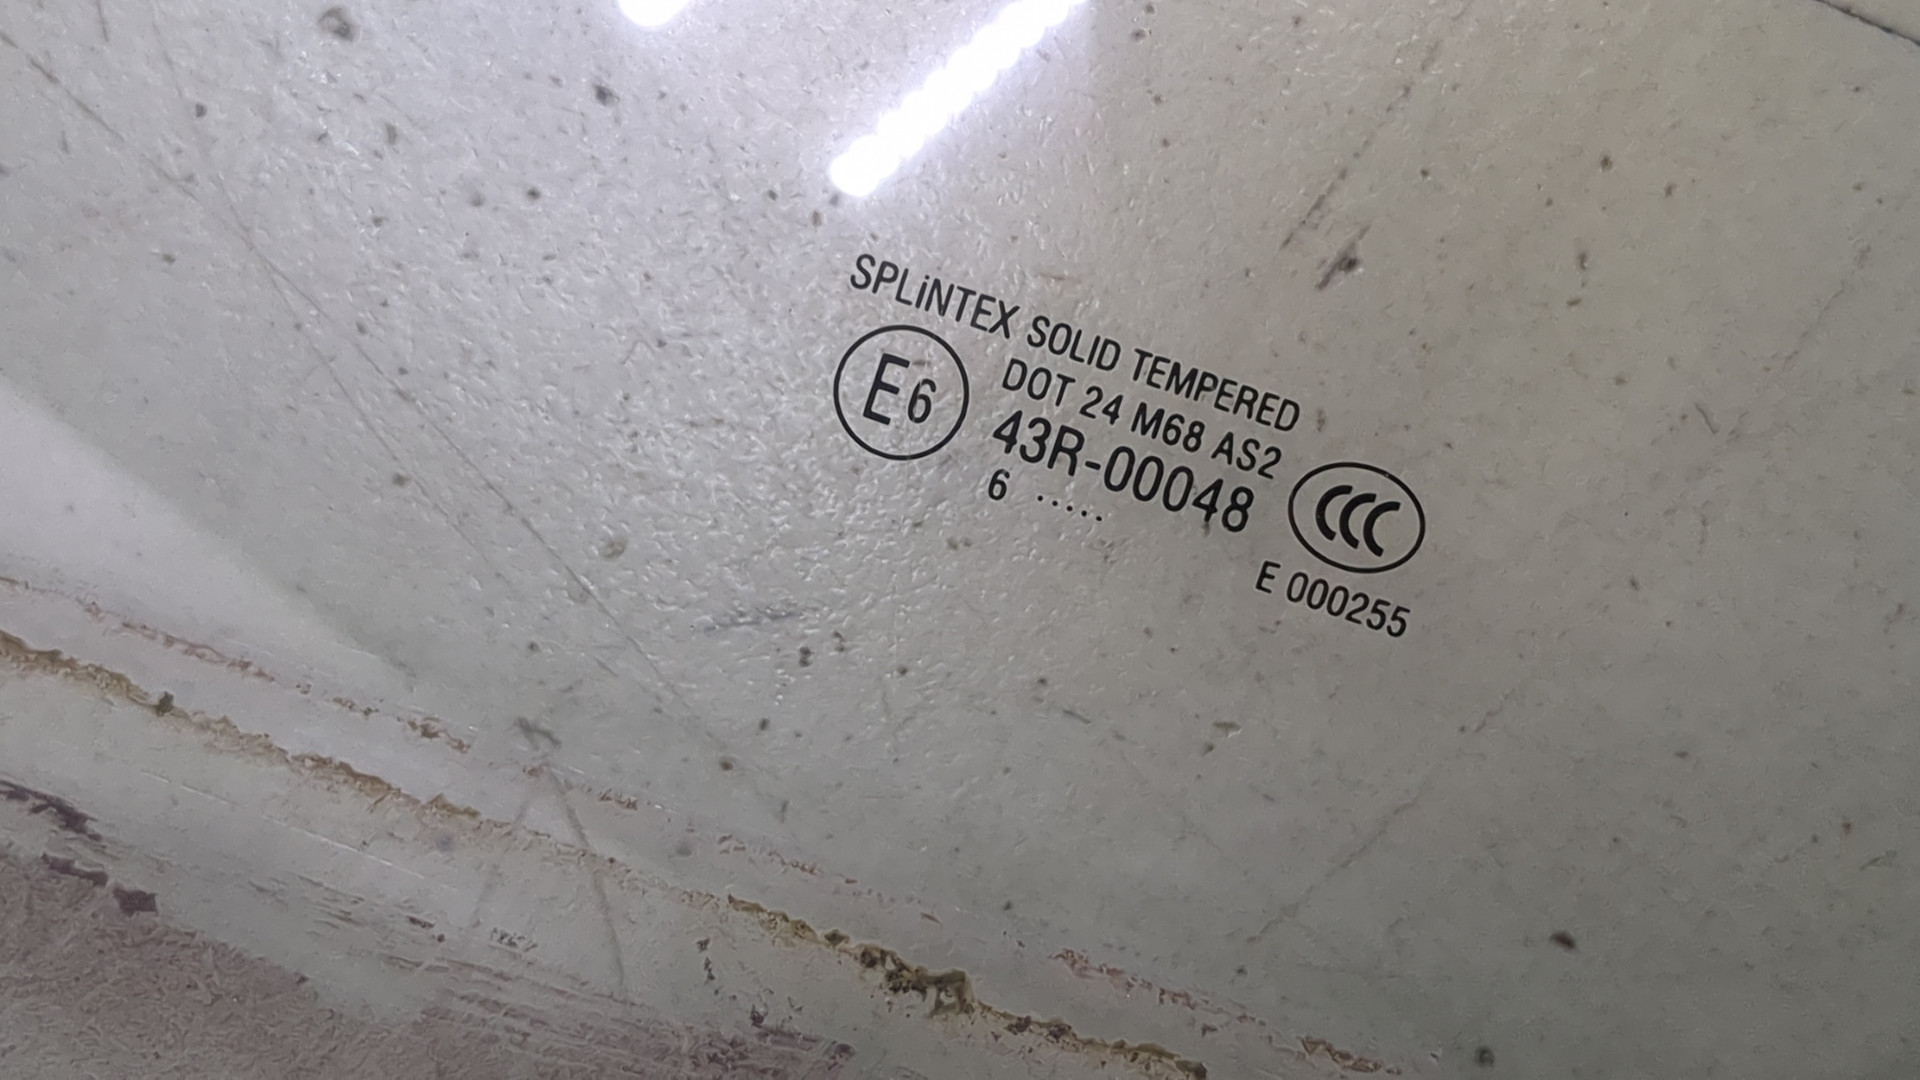 SPLiNTEX SOLID TEMPERED
E6
DOT 24 M68 AS2
43R-00048
6 .....
CCC
E 000255